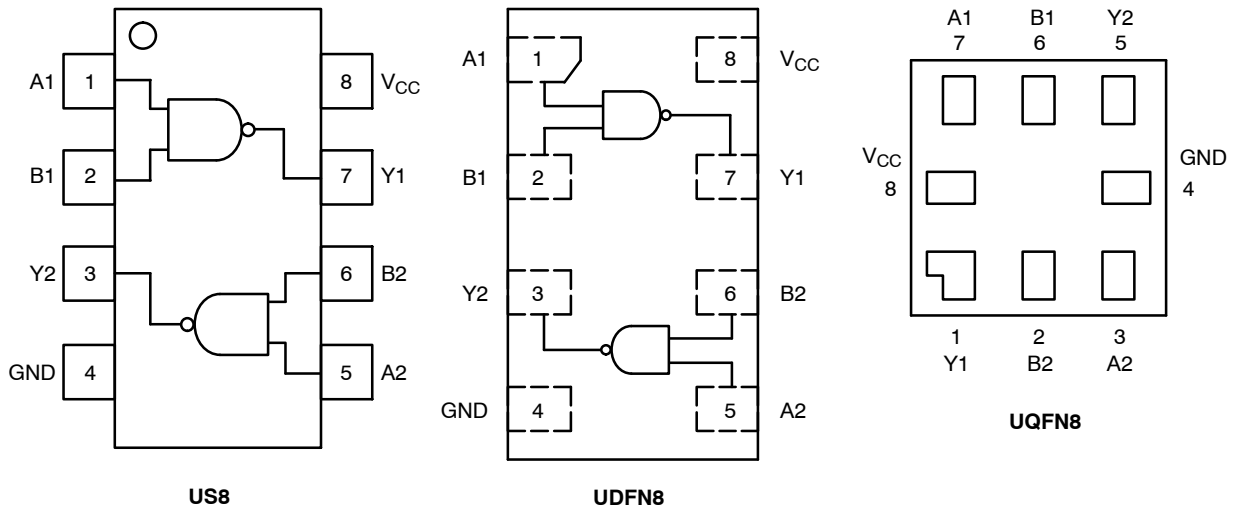 A1 1 8 VCC
B1 2 7 Y1
Y2 3 6 B2
GND 4 5 A2
US8
A1 1 8 VCC
B1 2 7 Y1
Y2 3 6 B2
GND 4 5 A2
UDFN8
A1 B1 Y2
7 6 5
VCC GND
8 4
1 2 3
Y1 B2 A2
UQFN8